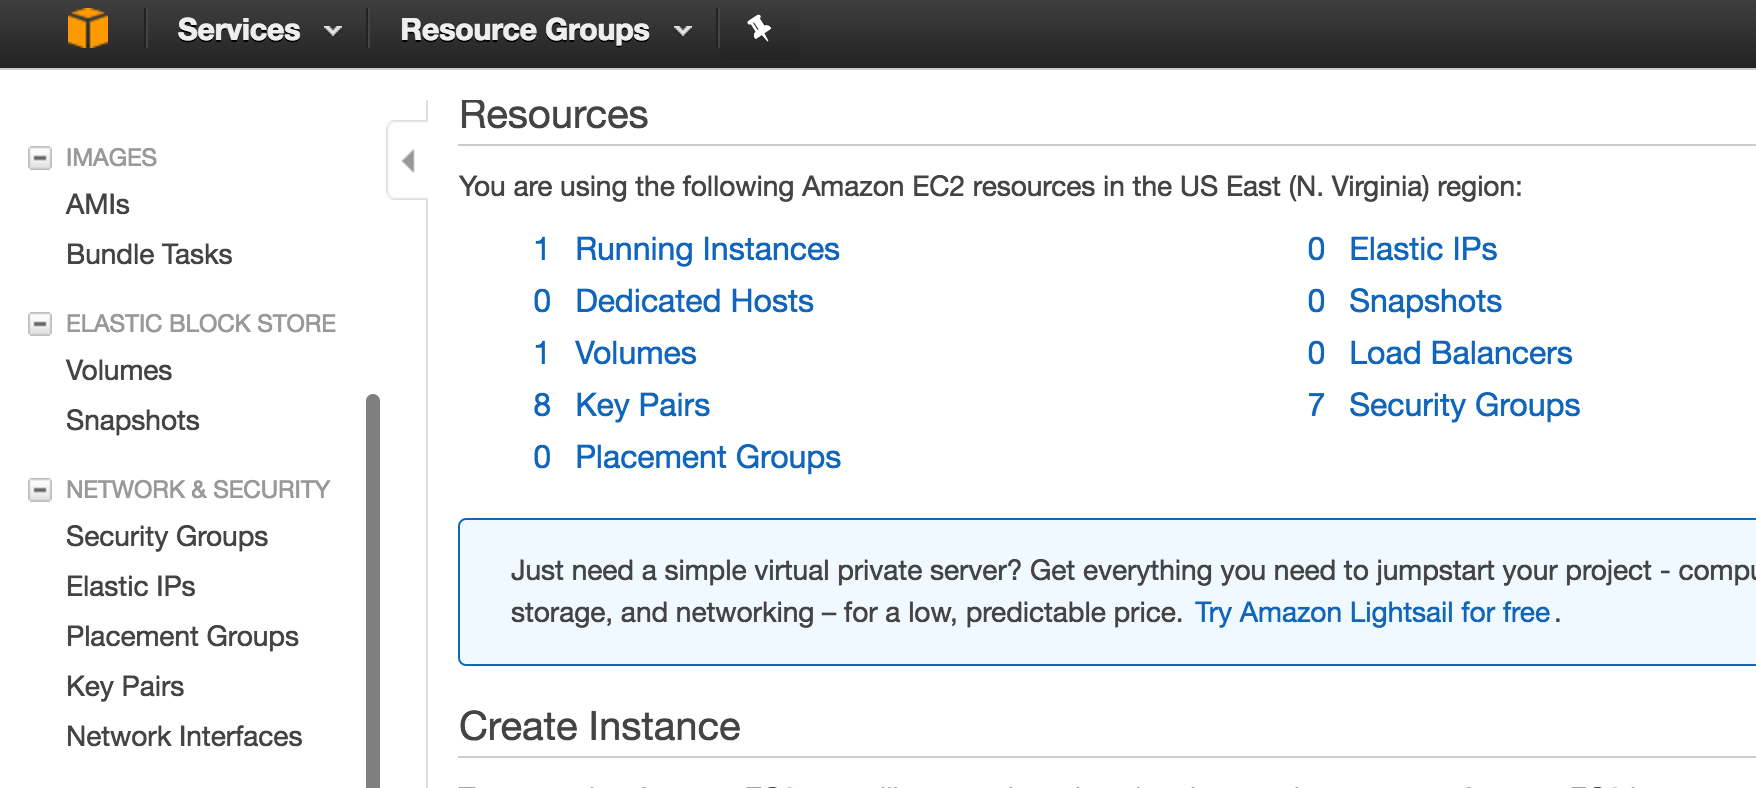 Services
Resource Groups
IMAGES
AMIs
Bundle Tasks
ELASTIC BLOCK STORE
Volumes
Snapshots
NETWORK & SECURITY
Security Groups
Elastic IPs
Placement Groups
Key Pairs
Network Interfaces
Resources
You are using the following Amazon EC2 resources in the US East (N. Virginia) region:
1 Running Instances
0 Elastic IPs
0 Dedicated Hosts
0 Snapshots
1 Volumes
0 Load Balancers
8 Key Pairs
7 Security Groups
0 Placement Groups
Just need a simple virtual private server? Get everything you need to jumpstart your project - compu
storage, and networking – for a low, predictable price. Try Amazon Lightsail for free.
Create Instance